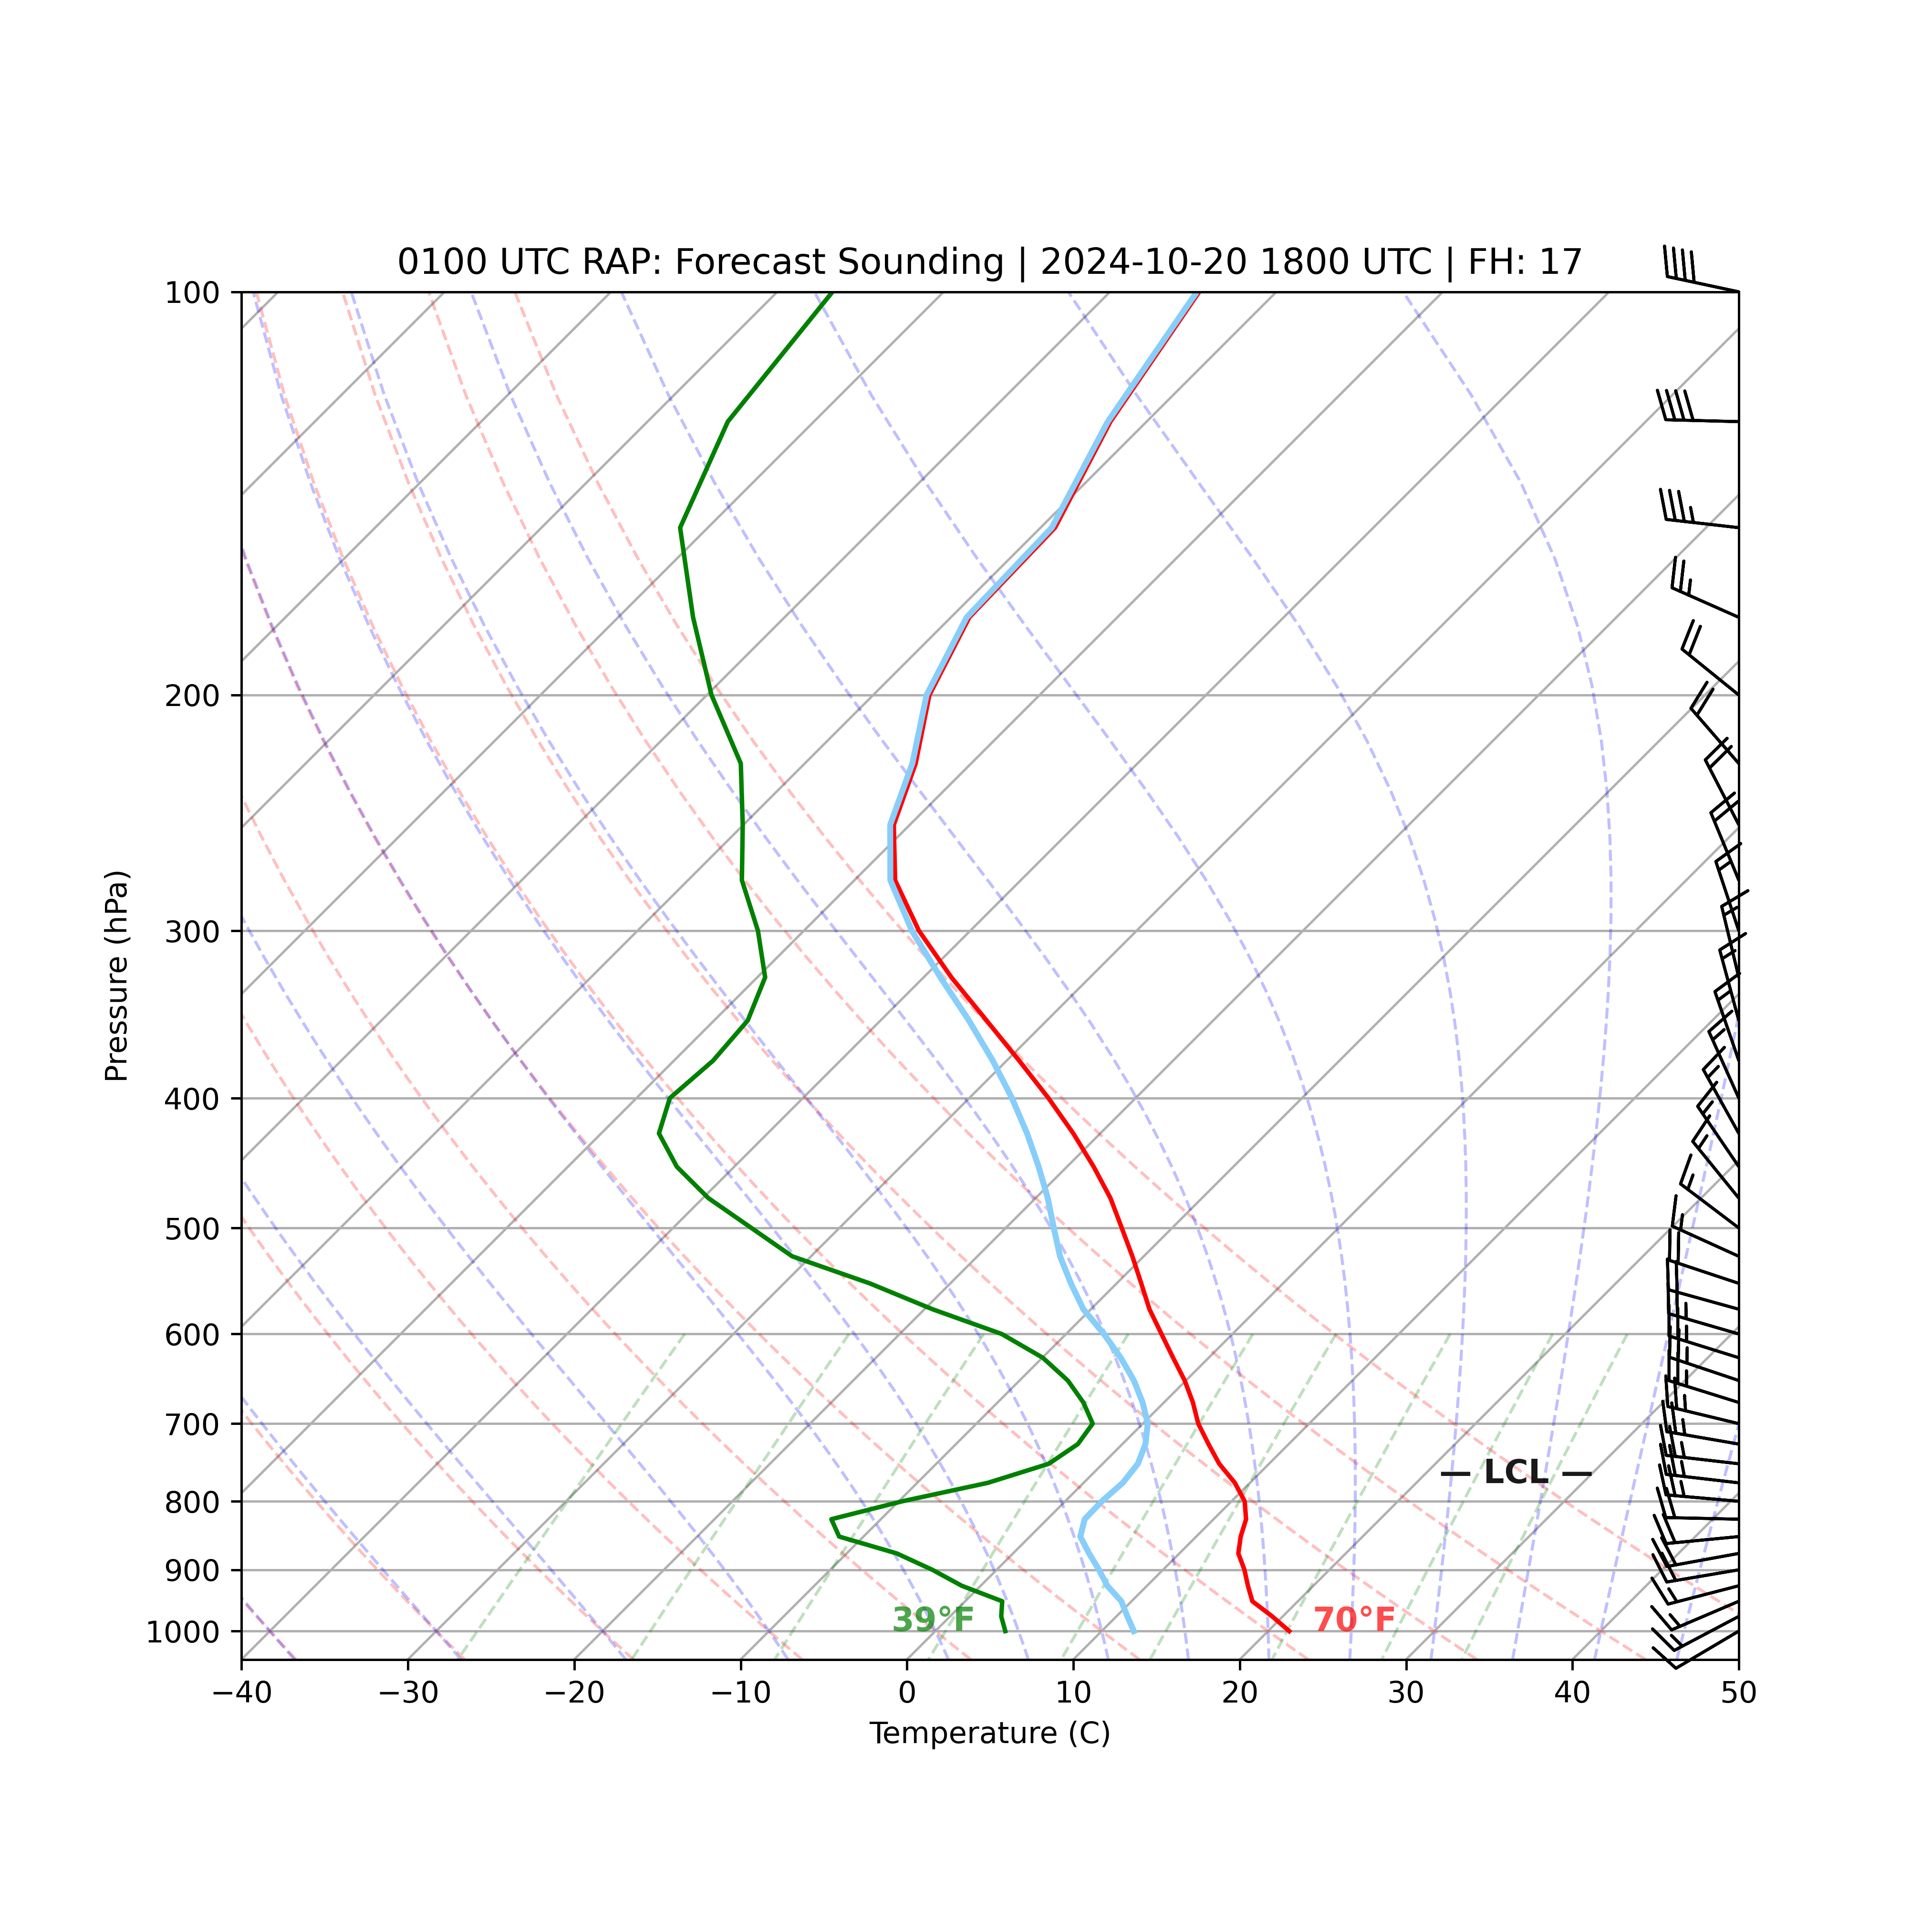 0100 UTC RAP: Forecast Sounding | 2024-10-20 1800 UTC | FH: 17
100
200
300
400
500
600
700
800
900
1000
Pressure (hPa)
— LCL —
39°F
70°F
−40 −30 −20 −10 0 10 20 30 40 50
Temperature (C)